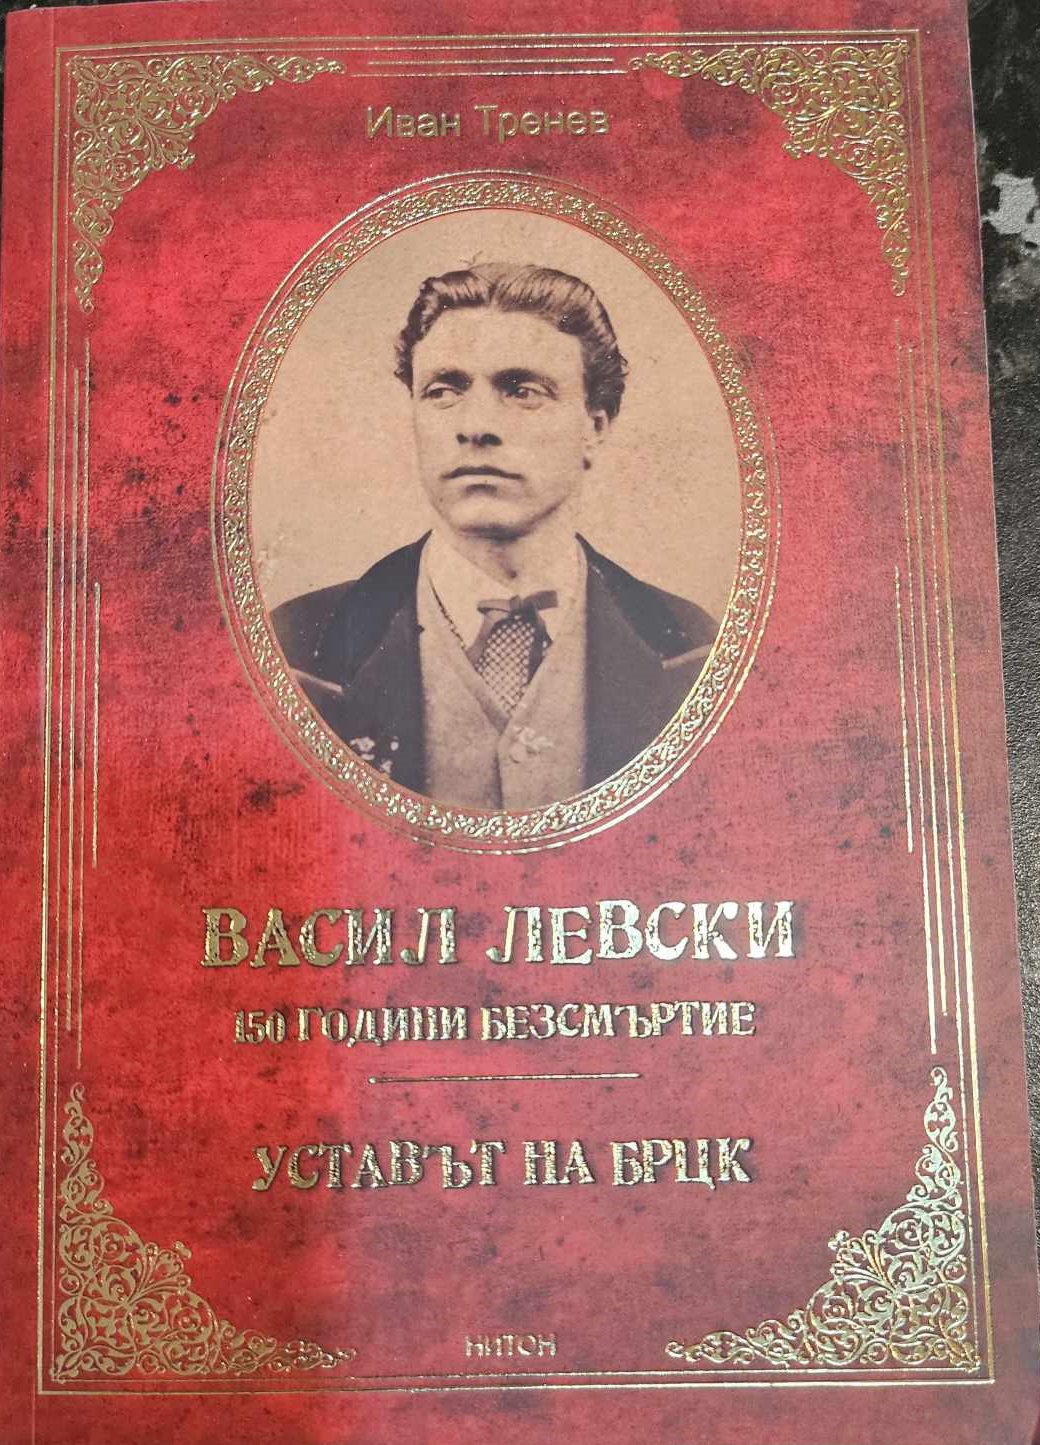 Иван Тренев
ВАСИЛ ЛЕВСКИ
150 ГОДИНИ БЕЗСМЪРТИЕ
УСТАВЪТ НА БРЦК
НИТОН